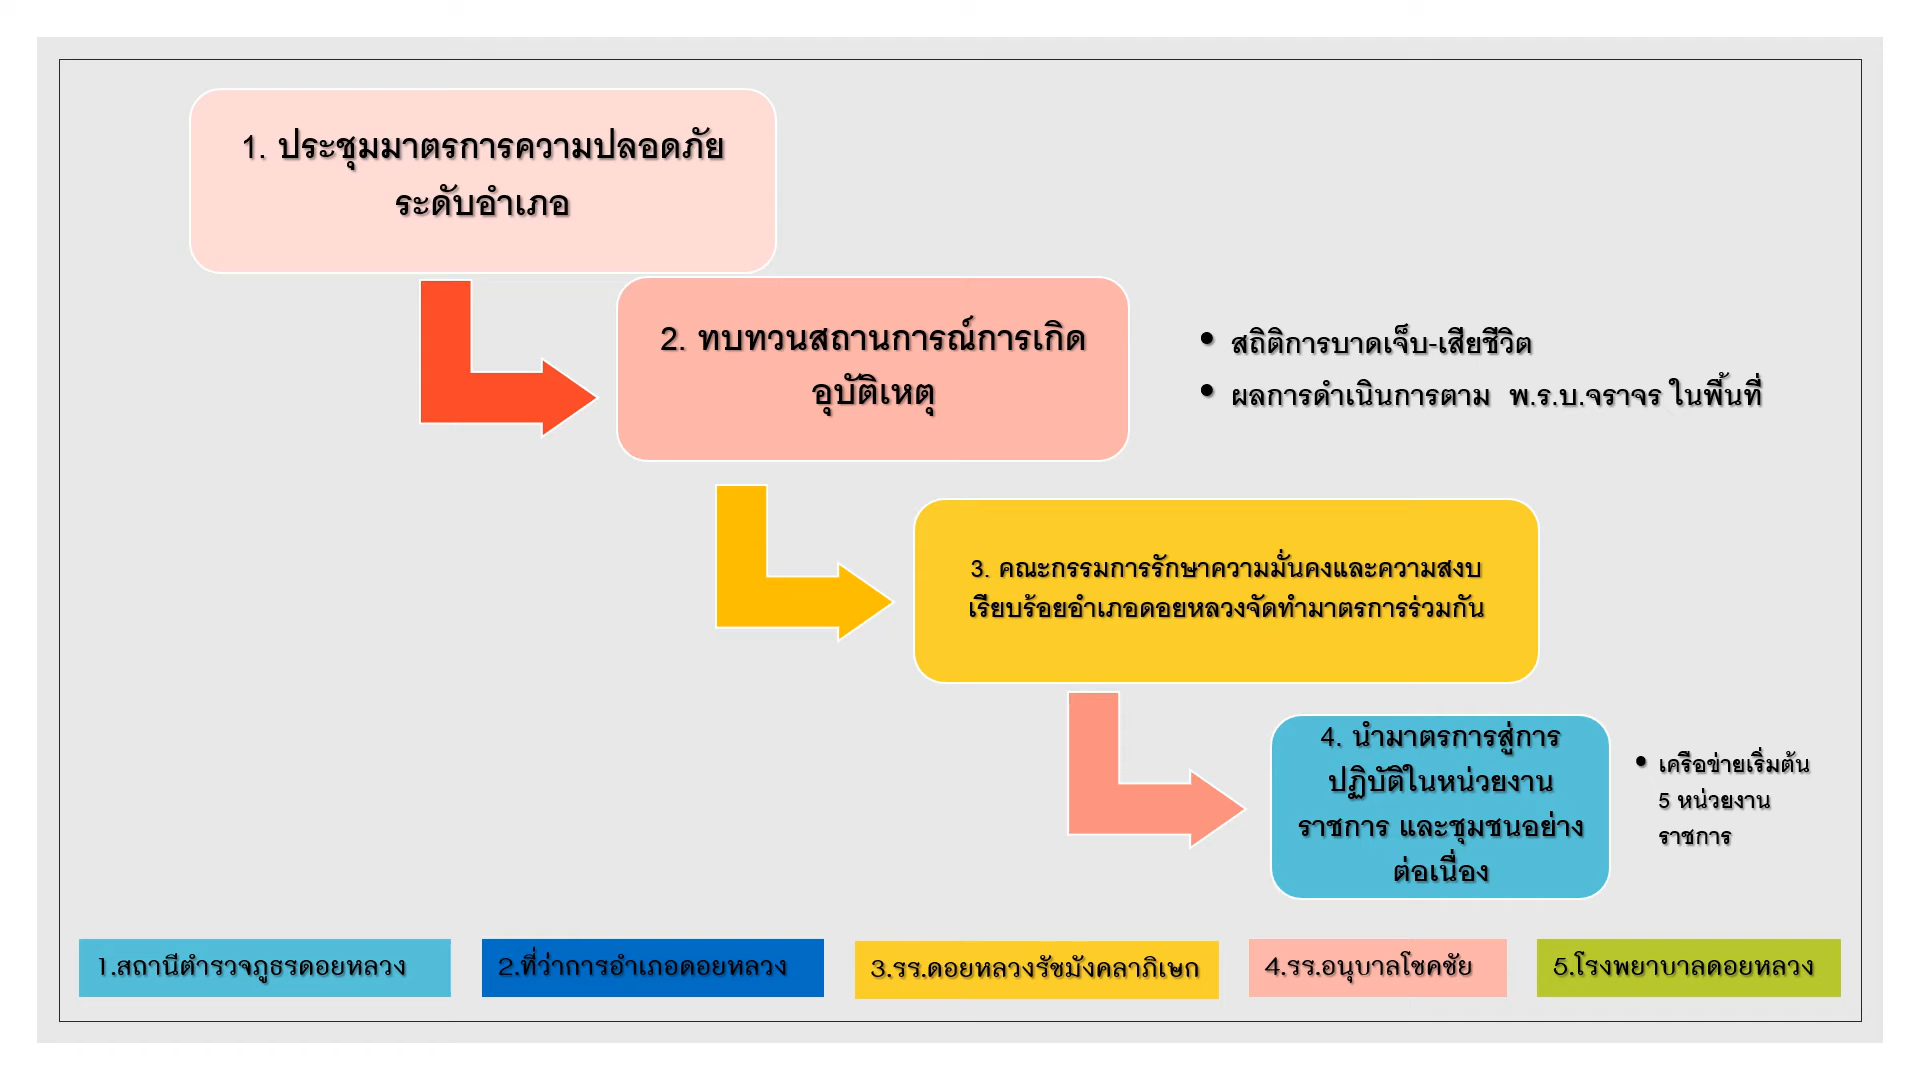 1. ประชุมมาตรการความปลอดภัย
ระดับอำเภอ
2. ทบทวนสถานการณ์การเกิด
อุบัติเหตุ
• สถิติการบาดเจ็บ-เสียชีวิต
• ผลการดำเนินการตาม พ.ร.บ.จราจร ในพื้นที่
3. คณะกรรมการรักษาความมั่นคงและความสงบ
เรียบร้อยอำเภอดอยหลวงจัดทำมาตรการร่วมกัน
4. นำมาตรการสู่การ
ปฏิบัติในหน่วยงาน
ราชการ และชุมชนอย่าง
ต่อเนื่อง
• เครือข่ายเริ่มต้น
5 หน่วยงาน
ราชการ
1.สถานีตำรวจภูธรดอยหลวง
2.ที่ว่าการอำเภอดอยหลวง
3.รร.ดอยหลวงรัชมังคลาภิเษก
4.รร.อนุบาลโชคชัย
5.โรงพยาบาลดอยหลวง